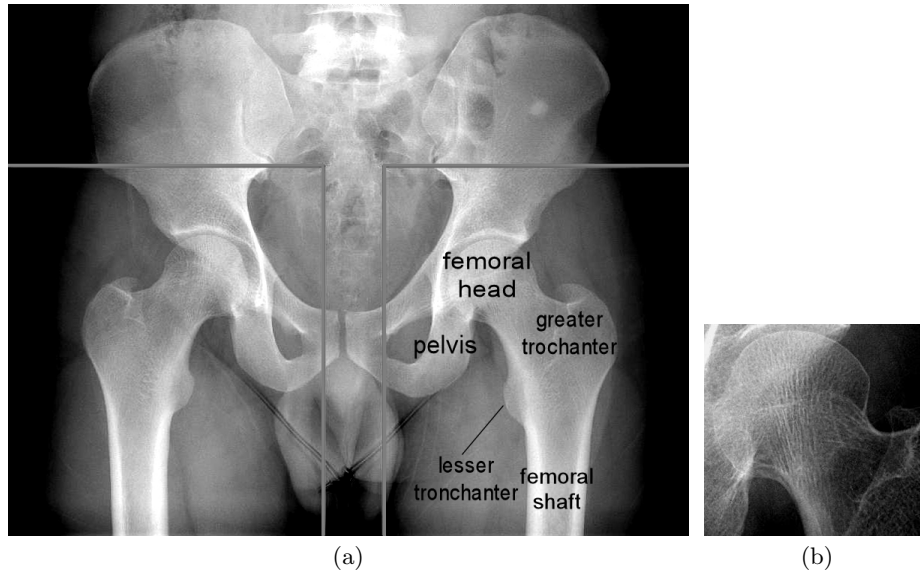 femoral
head
greater
trochanter
pelvis
lesser
tronchanter
femoral
shaft
(a)
(b)